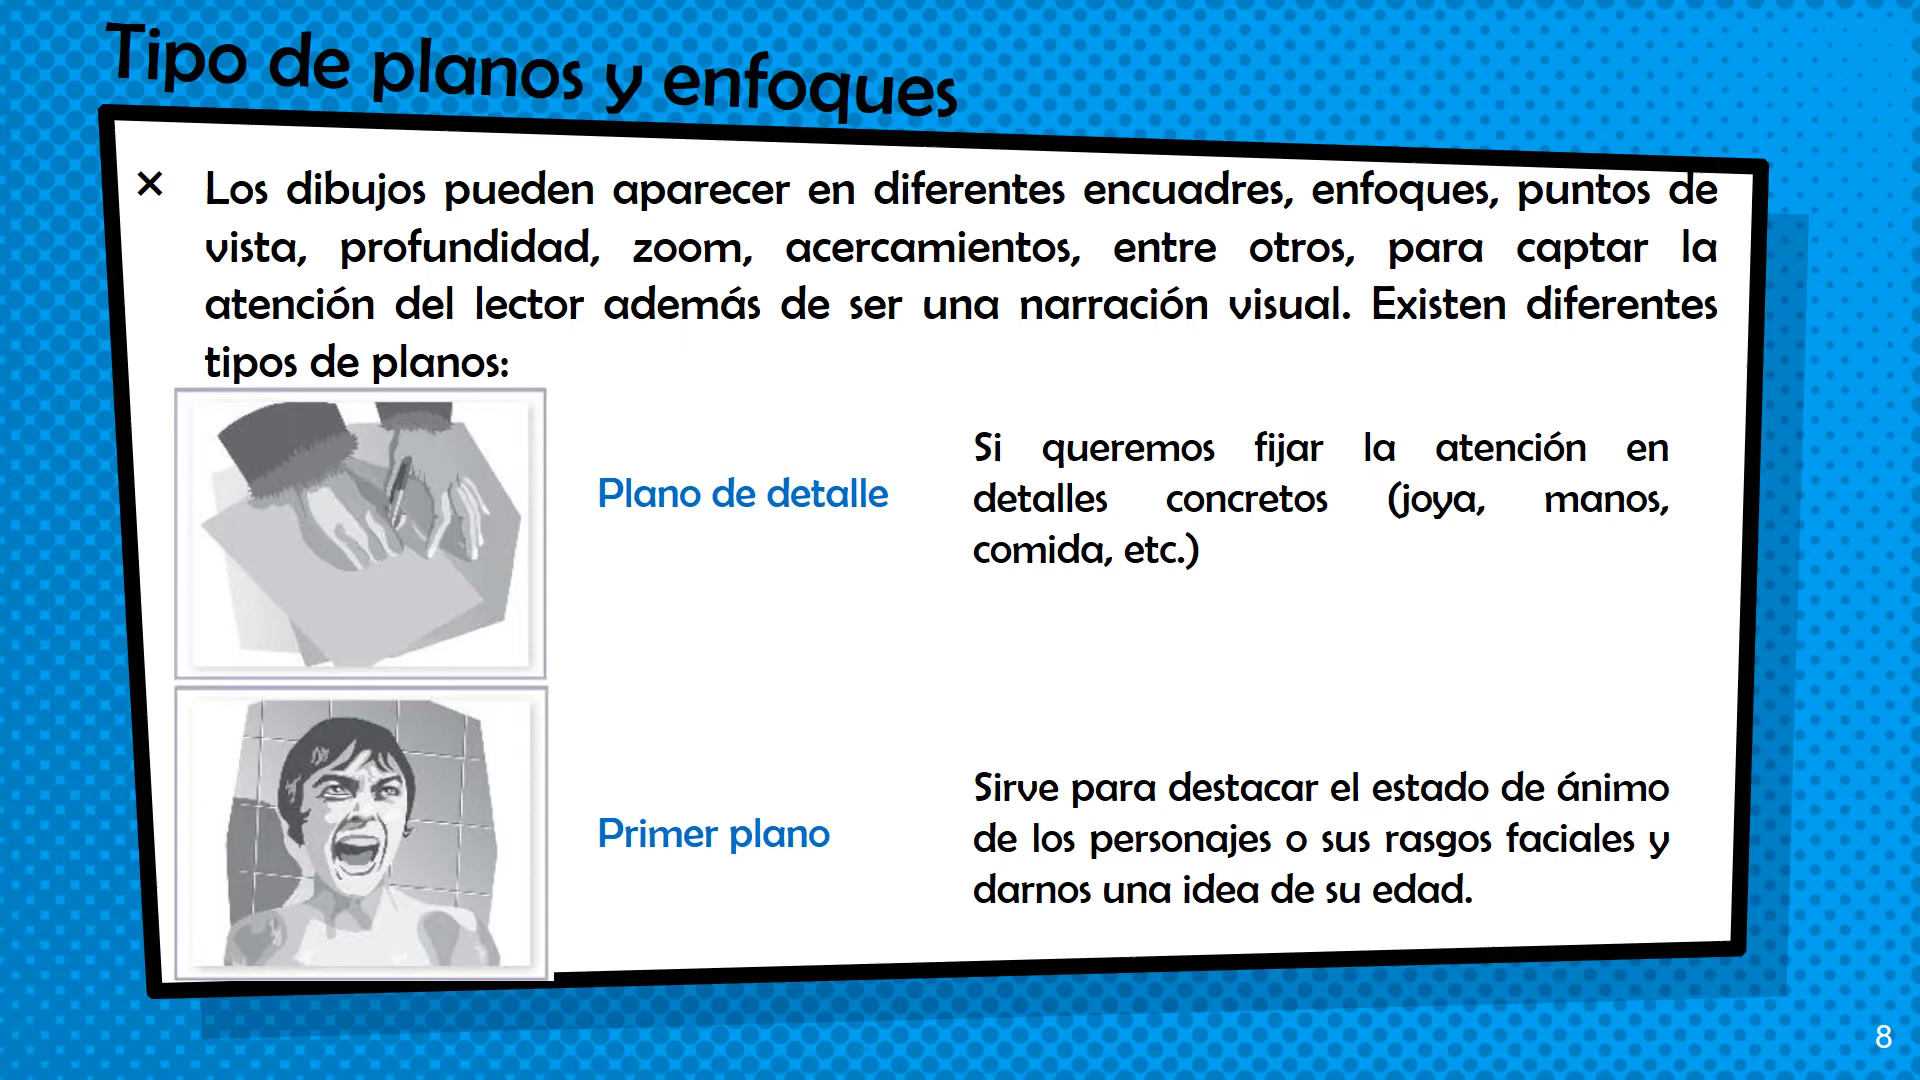 Tipo de planos y enfoques
× Los dibujos pueden aparecer en diferentes encuadres, enfoques, puntos de
vista, profundidad, zoom, acercamientos, entre otros, para captar la
atención del lector además de ser una narración visual. Existen diferentes
tipos de planos:
Plano de detalle
Si queremos fijar la atención en
detalles concretos (joya, manos,
comida, etc.)
Primer plano
Sirve para destacar el estado de ánimo
de los personajes o sus rasgos faciales y
darnos una idea de su edad.
8